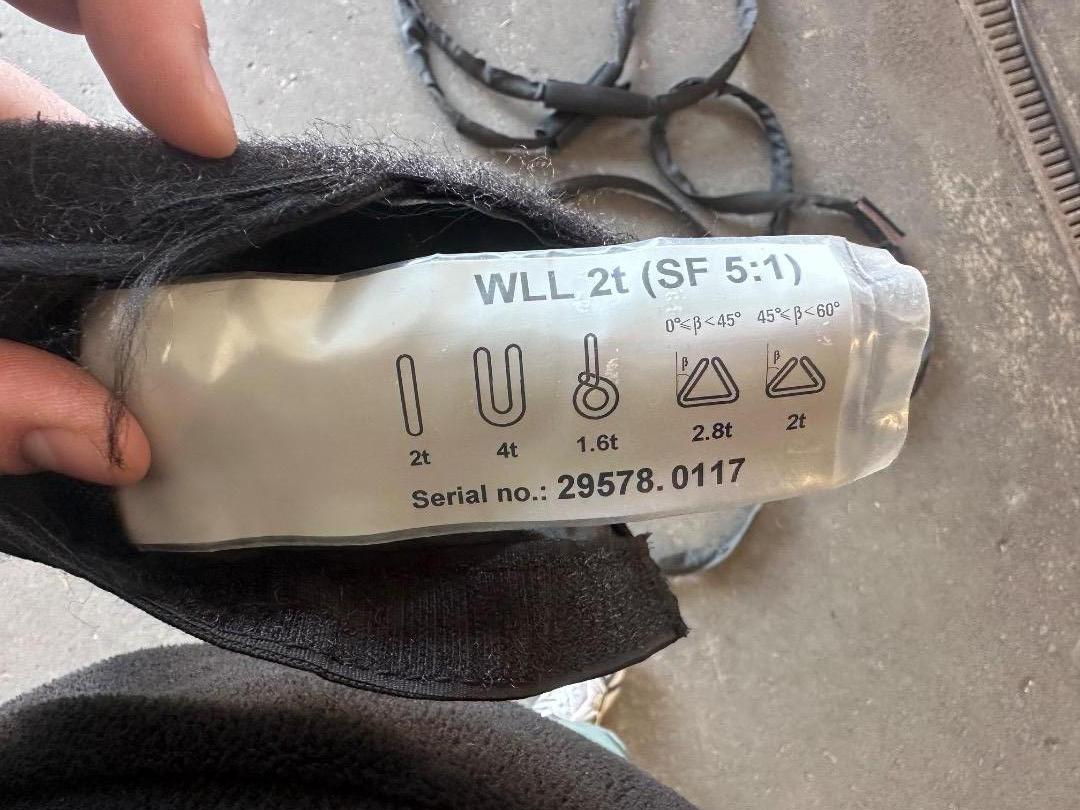 WLL 2t (SF 5:1)
0°⩽β<45° 45°⩽β<60°
β β
2t 4t 1.6t 2.8t 2t
Serial no.: 29578.0117